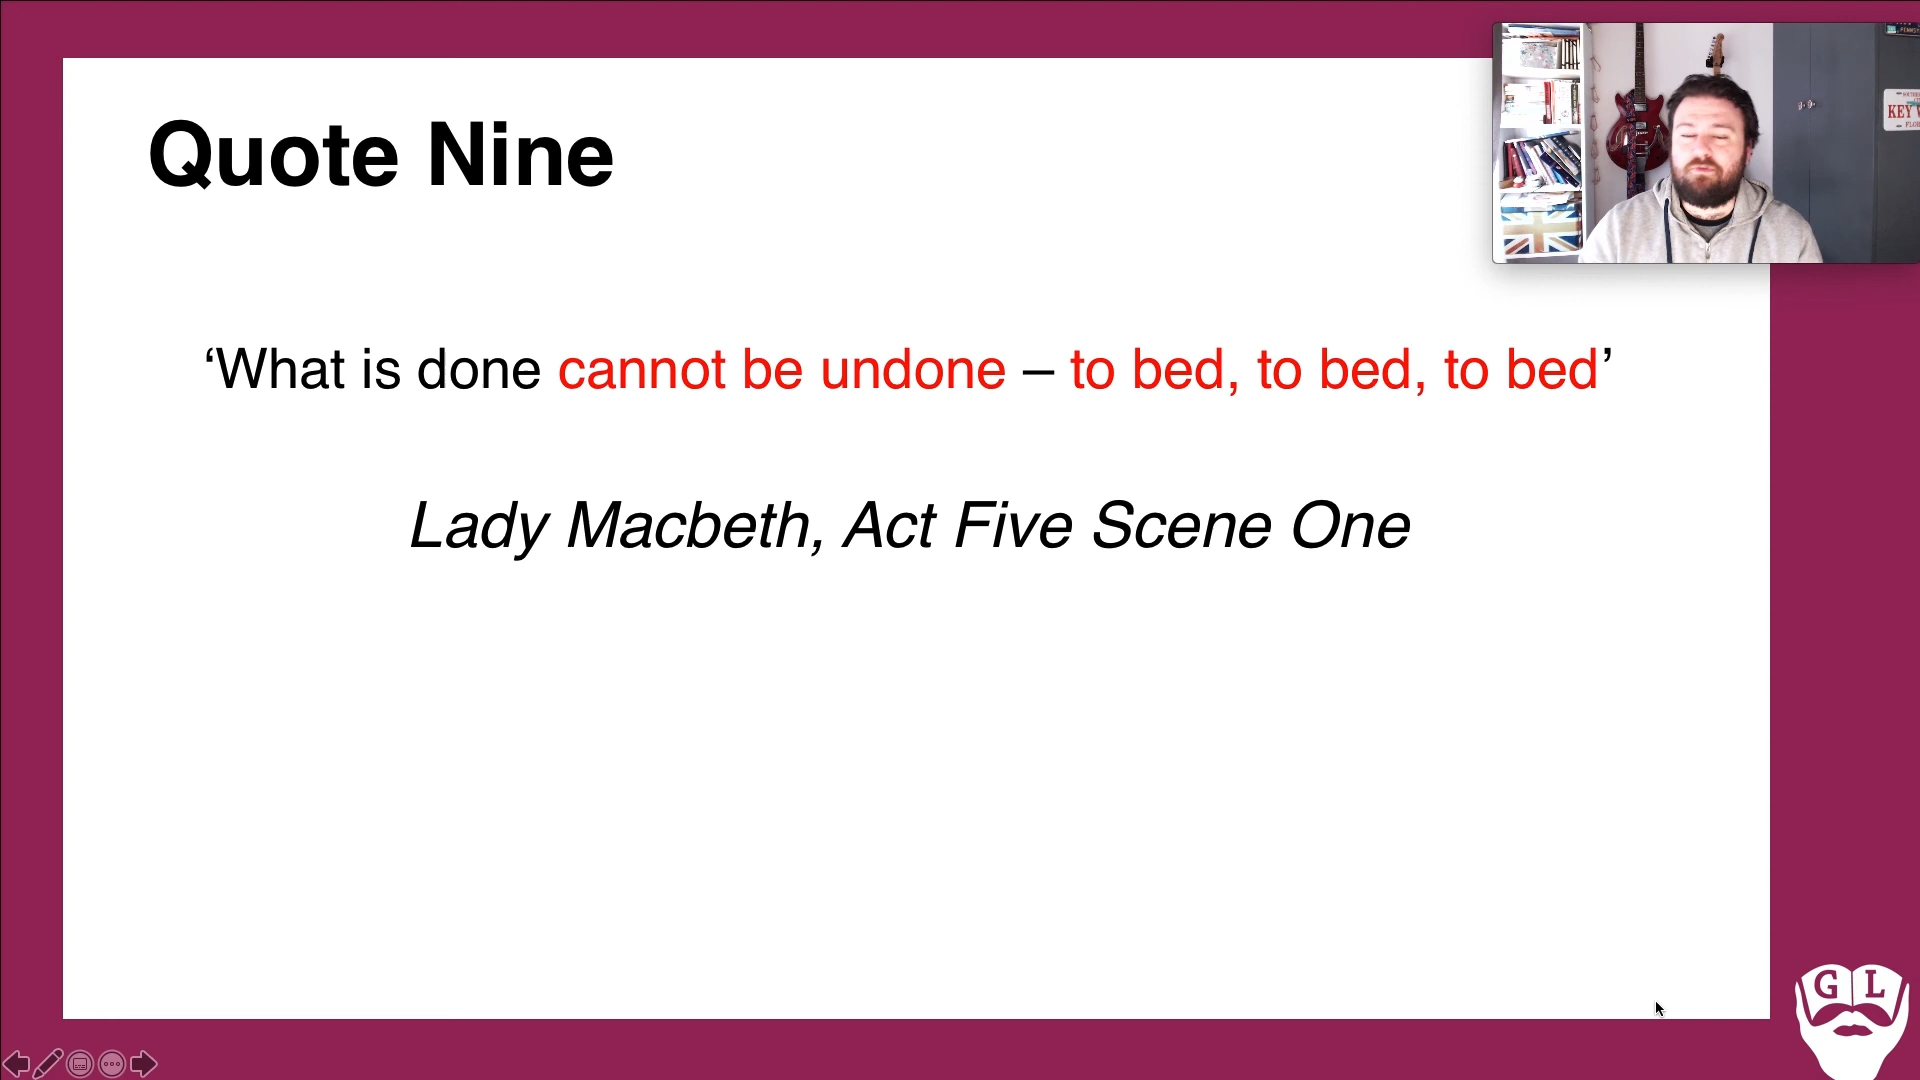 Quote Nine
‘What is done cannot be undone – to bed, to bed, to bed’
Lady Macbeth, Act Five Scene One
KEY
G L